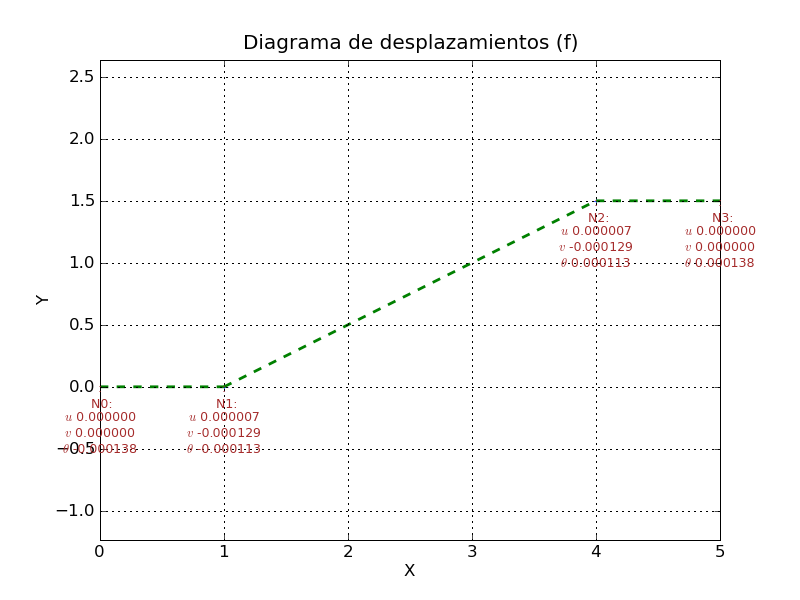 Diagrama de desplazamientos (f)
2.5
2.0
1.5
N2:
u 0.000007
v -0.000129
θ 0.000113
N3:
u 0.000000
v 0.000000
θ 0.000138
1.0
Y
0.5
0.0
N0:
u 0.000000
v 0.000000
θ -0.000138
N1:
u 0.000007
v -0.000129
θ -0.000113
−0.5
−1.0
0 1 2 3 4 5
X